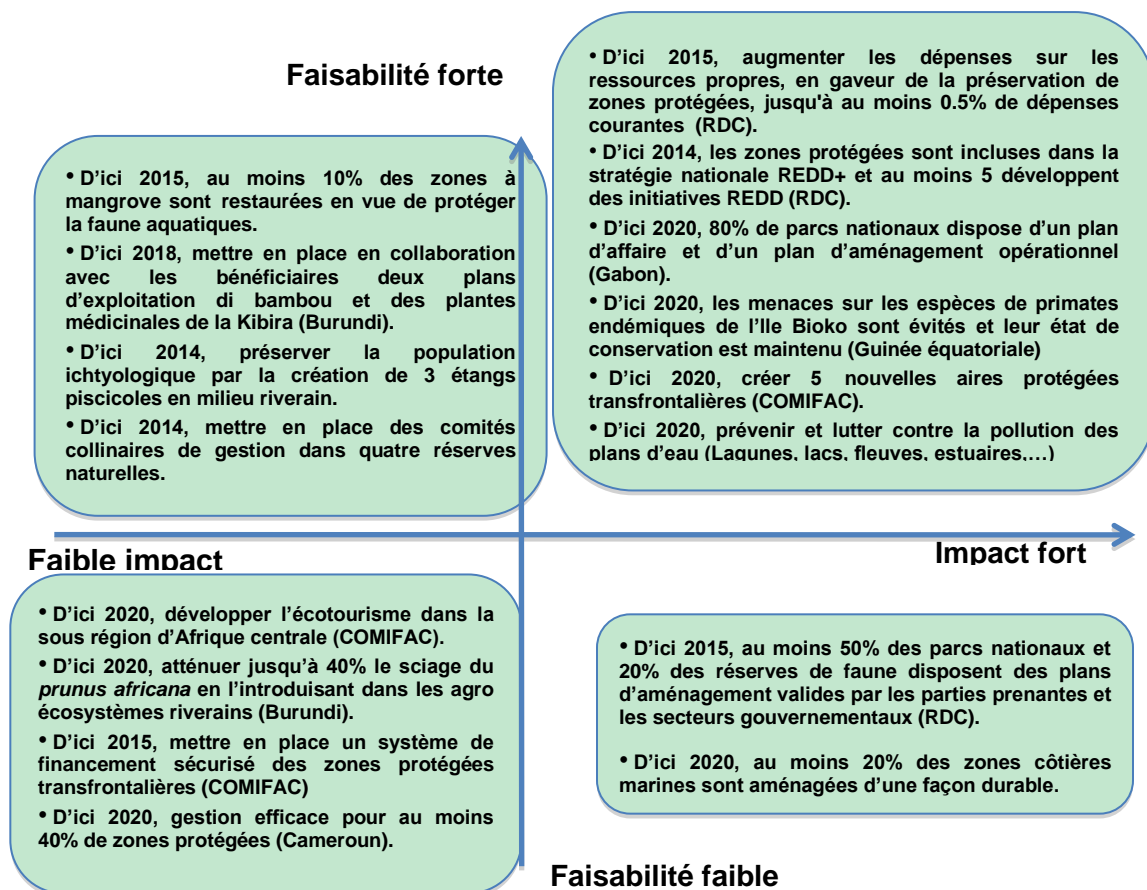 Faisabilité forte
• D'ici 2015, augmenter les dépenses sur les
ressources propres, en gaveur de la préservation de
zones protégées, jusqu'à au moins 0.5% de dépenses
courantes (RDC).
• D'ici 2014, les zones protégées sont incluses dans la
stratégie nationale REDD+ et au moins 5 développent
des initiatives REDD (RDC).
• D'ici 2020, 80% de parcs nationaux dispose d'un plan
d'affaire et d'un plan d'aménagement opérationnel
(Gabon).
• D'ici 2020, les menaces sur les espèces de primates
endémiques de l'Ile Bioko sont évités et leur état de
conservation est maintenu (Guinée équatoriale)
• D'ici 2020, créer 5 nouvelles aires protégées
transfrontalières (COMIFAC).
• D'ici 2020, prévenir et lutter contre la pollution des
plans d'eau (Lagunes, lacs, fleuves, estuaires,…)
• D'ici 2015, au moins 10% des zones à
mangrove sont restaurées en vue de protéger
la faune aquatiques.
• D'ici 2018, mettre en place en collaboration
avec les bénéficiaires deux plans
d'exploitation di bambou et des plantes
médicinales de la Kibira (Burundi).
• D'ici 2014, préserver la population
ichtyologique par la création de 3 étangs
piscicoles en milieu riverain.
• D'ici 2014, mettre en place des comités
collinaires de gestion dans quatre réserves
naturelles.
Faible impact
Impact fort
• D'ici 2020, développer l'écotourisme dans la
sous région d'Afrique centrale (COMIFAC).
• D'ici 2020, atténuer jusqu'à 40% le sciage du
prunus africana en l'introduisant dans les agro
écosystèmes riverains (Burundi).
• D'ici 2015, mettre en place un système de
financement sécurisé des zones protégées
transfrontalières (COMIFAC)
• D'ici 2020, gestion efficace pour au moins
40% de zones protégées (Cameroun).
• D'ici 2015, au moins 50% des parcs nationaux et
20% des réserves de faune disposent des plans
d'aménagement valides par les parties prenantes et
les secteurs gouvernementaux (RDC).
• D'ici 2020, au moins 20% des zones côtières
marines sont aménagées d'une façon durable.
Faisabilité faible